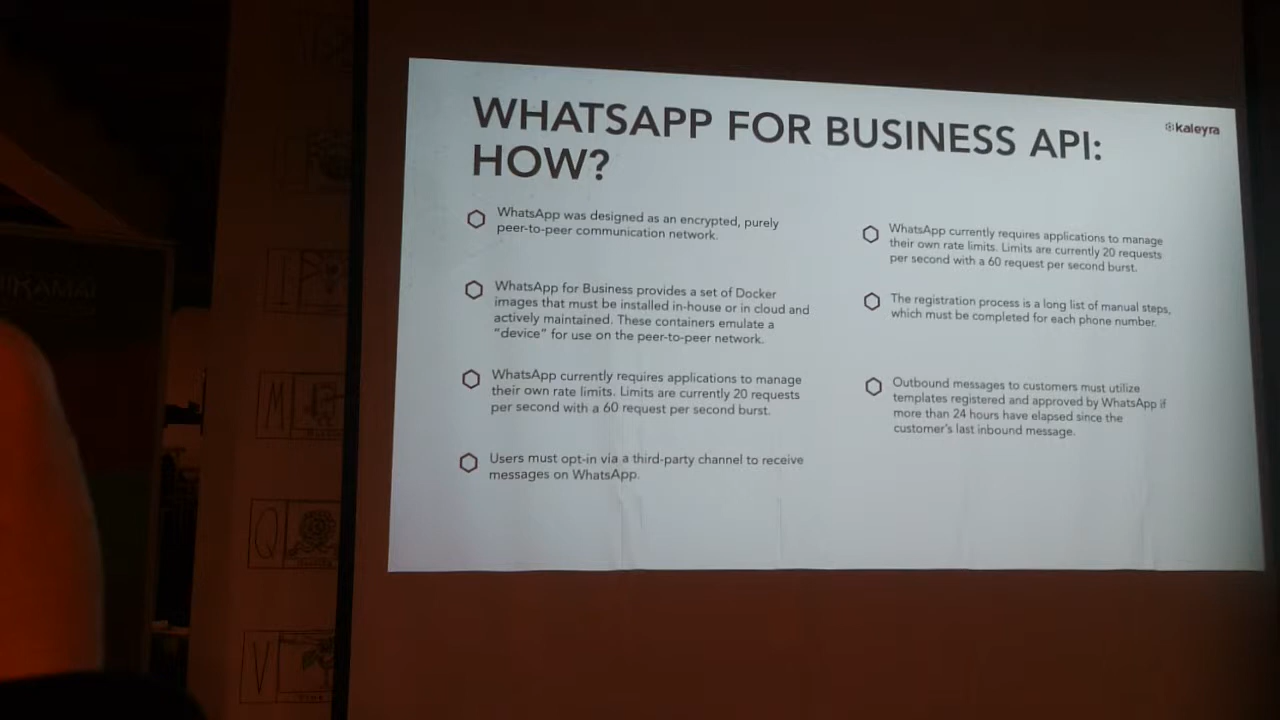 WHATSAPP FOR BUSINESS API:
HOW?
kaleyra
WhatsApp was designed as an encrypted, purely
peer-to-peer communication network.
WhatsApp for Business provides a set of Docker
images that must be installed in-house or in cloud and
actively maintained. These containers emulate a
“device” for use on the peer-to-peer network.
WhatsApp currently requires applications to manage
their own rate limits. Limits are currently 20 requests
per second with a 60 request per second burst.
Users must opt-in via a third-party channel to receive
messages on WhatsApp.
WhatsApp currently requires applications to manage
their own rate limits. Limits are currently 20 requests
per second with a 60 request per second burst.
The registration process is a long list of manual steps,
which must be completed for each phone number.
Outbound messages to customers must utilize
templates registered and approved by WhatsApp if
more than 24 hours have elapsed since the
customer's last inbound message.
M
Q
V